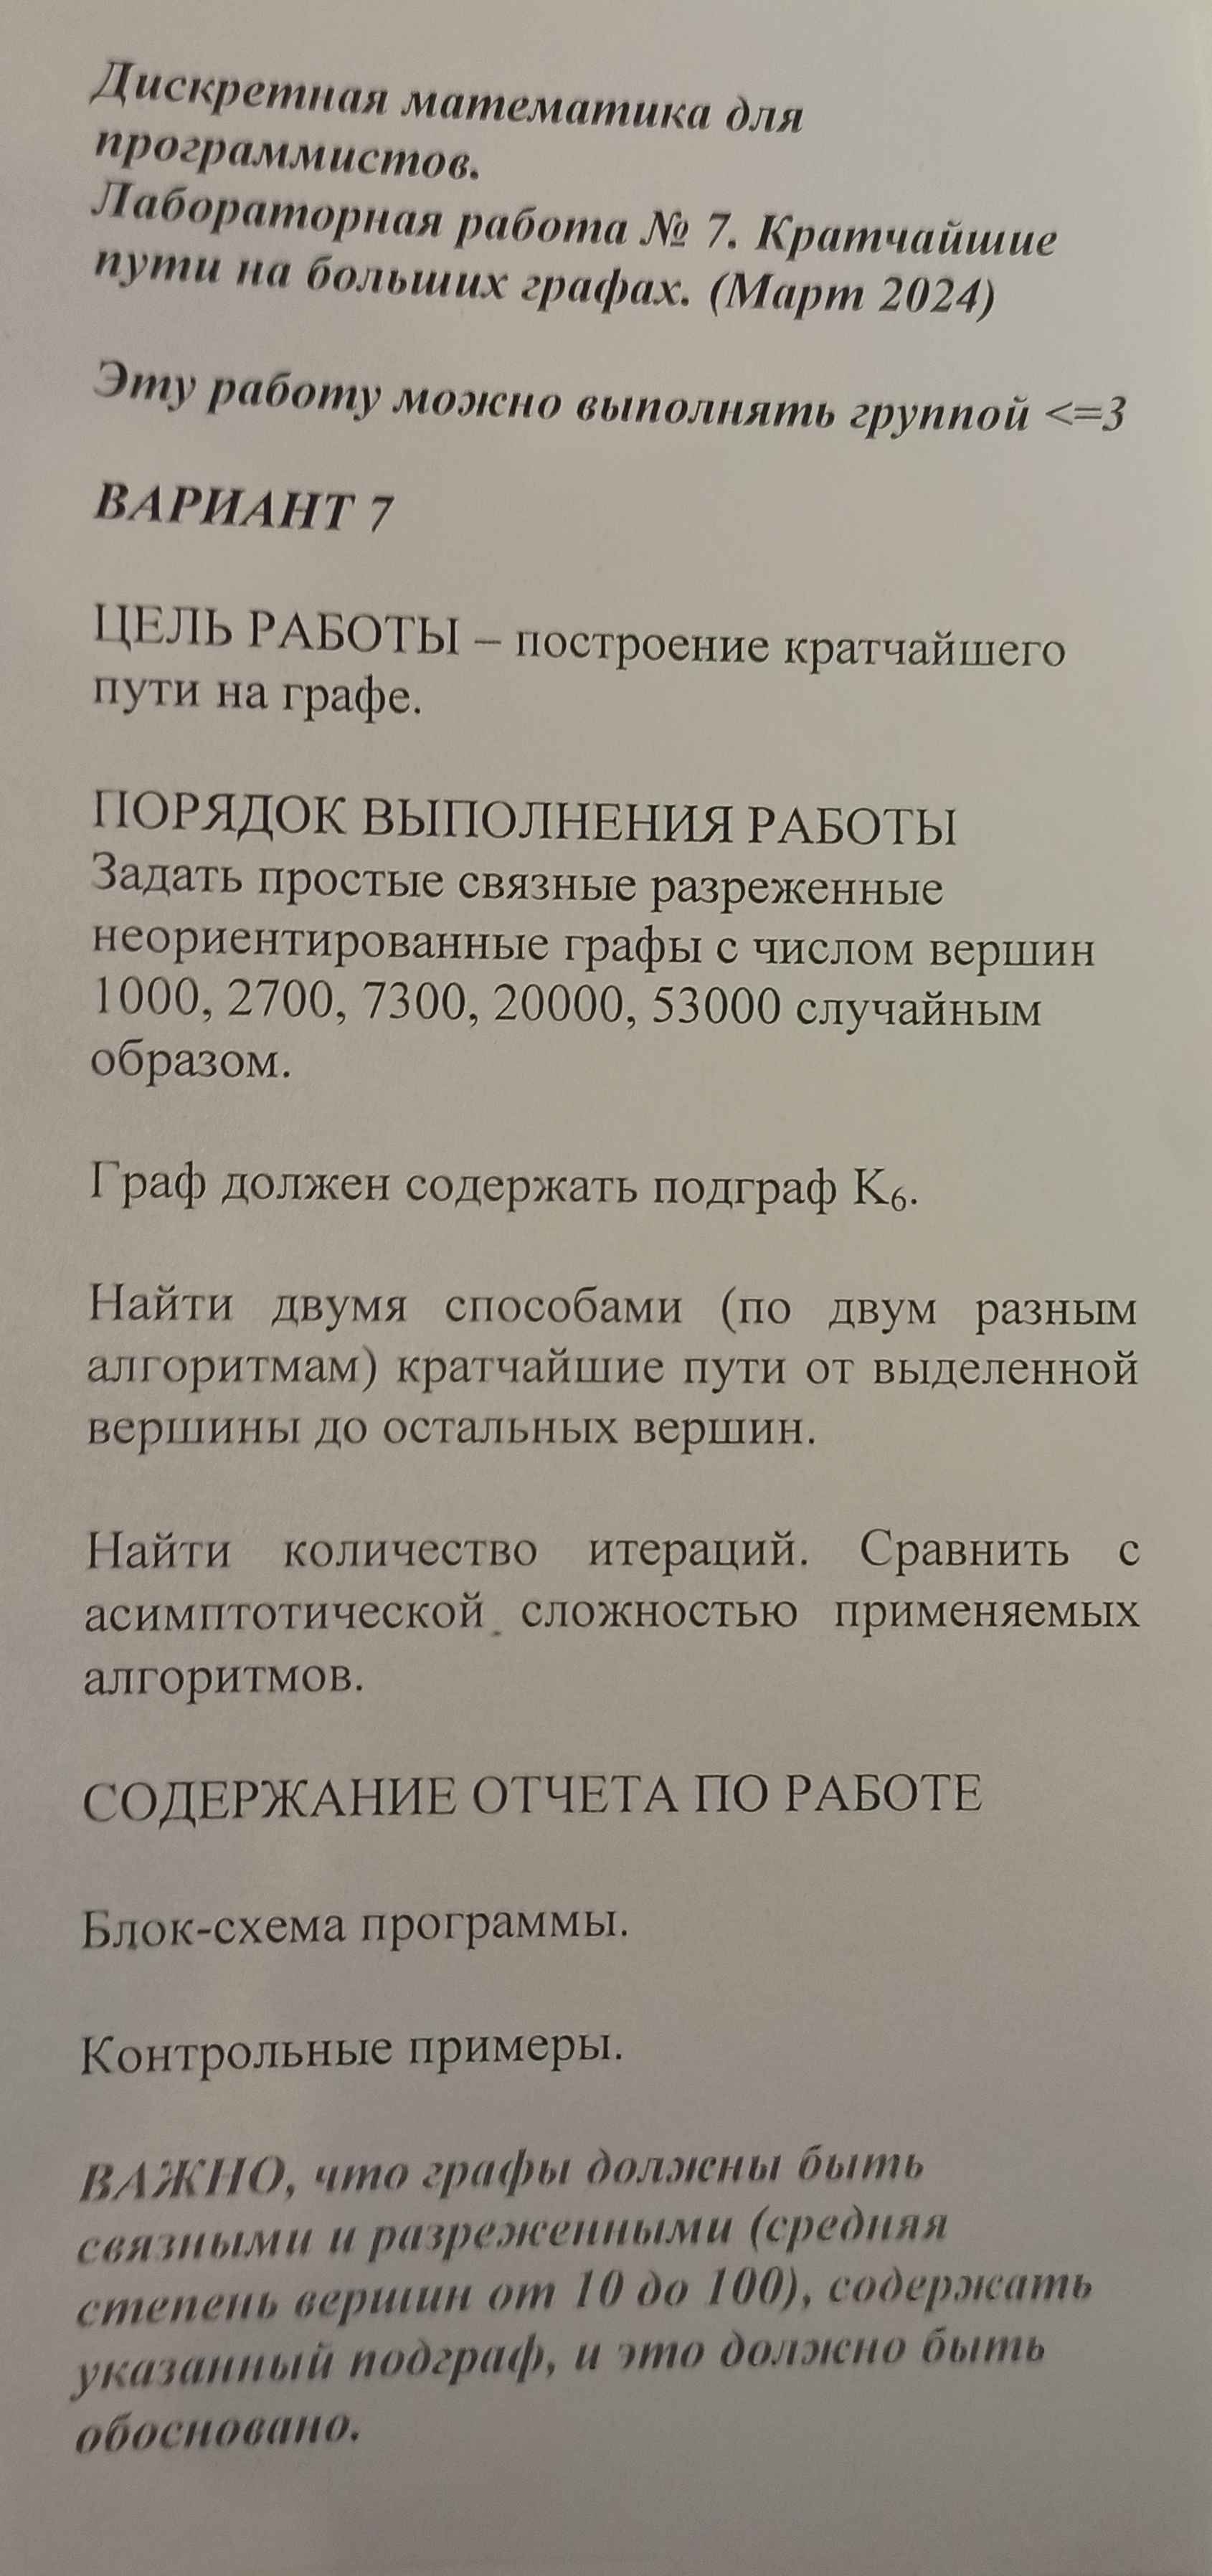 Дискретная математика для
программистов.
Лабораторная работа № 7. Кратчайшие
пути на больших графах. (Март 2024)
Эту работу можно выполнять группой <=3
ВАРИАНТ 7
ЦЕЛЬ РАБОТЫ – построение кратчайшего
пути на графе.
ПОРЯДОК ВЫПОЛНЕНИЯ РАБОТЫ
Задать простые связные разреженные
неориентированные графы с числом вершин
1000, 2700, 7300, 20000, 53000 случайным
образом.
Граф должен содержать подграф K₆.
Найти двумя способами (по двум разным
алгоритмам) кратчайшие пути от выделенной
вершины до остальных вершин.
Найти количество итераций. Сравнить с
асимптотической сложностью применяемых
алгоритмов.
СОДЕРЖАНИЕ ОТЧЕТА ПО РАБОТЕ
Блок-схема программы.
Контрольные примеры.
ВАЖНО, что графы должны быть
связными и разреженными (средняя
степень вершин от 10 до 100), содержать
указанный подграф, и это должно быть
обосновано.